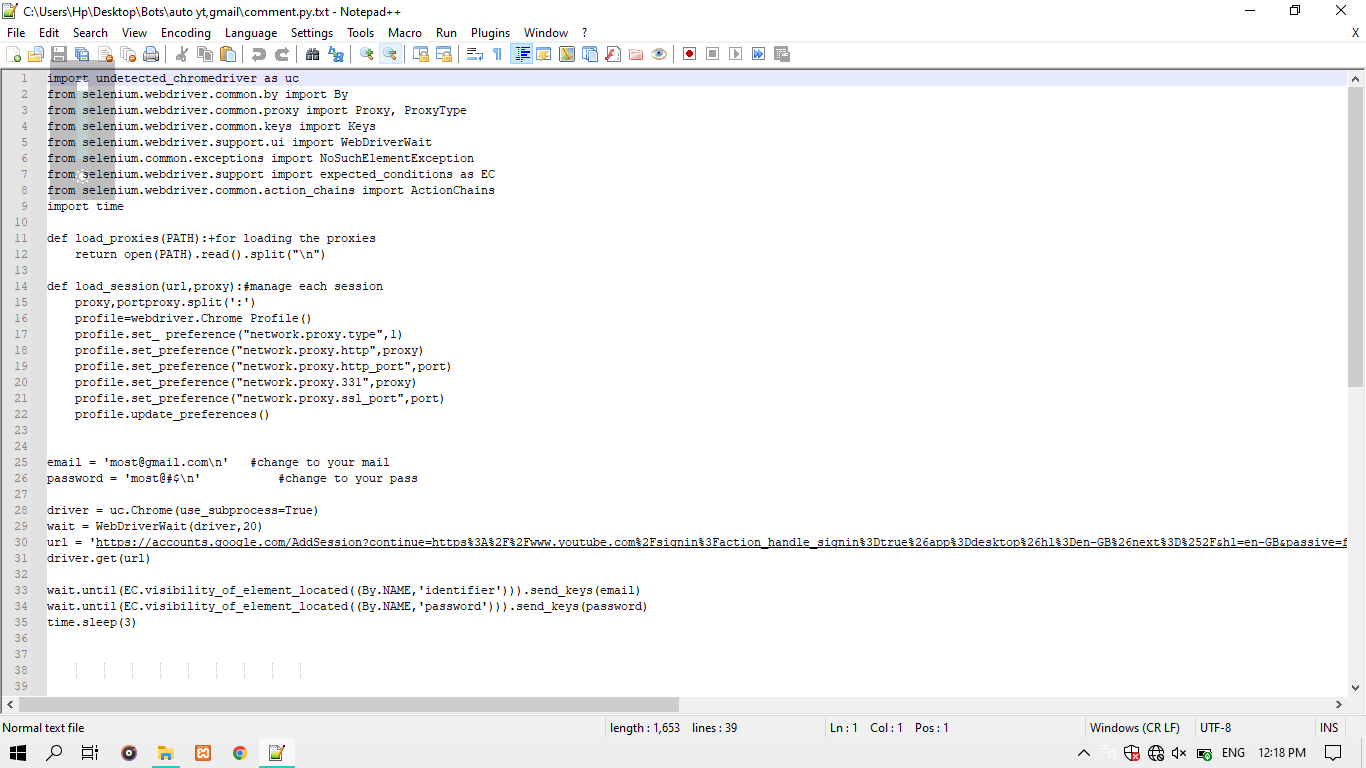 C:\Users\Hp\Desktop\Bots\auto yt,gmail\comment.py.txt - Notepad++
File Edit Search View Encoding Language Settings Tools Macro Run Plugins Window ? X
1 import undetected_chromedriver as uc
2 from selenium.webdriver.common.by import By
3 from selenium.webdriver.common.proxy import Proxy, ProxyType
4 from selenium.webdriver.common.keys import Keys
5 from selenium.webdriver.support.ui import WebDriverWait
6 from selenium.common.exceptions import NoSuchElementException
7 from selenium.webdriver.support import expected_conditions as EC
8 from selenium.webdriver.common.action_chains import ActionChains
9 import time
10
11 def load_proxies(PATH):+for loading the proxies
12     return open(PATH).read().split("\n")
13
14 def load_session(url,proxy):#manage each session
15     proxy,portproxy.split(':')
16     profile=webdriver.Chrome Profile()
17     profile.set_ preference("network.proxy.type",1)
18     profile.set_preference("network.proxy.http",proxy)
19     profile.set_preference("network.proxy.http_port",port)
20     profile.set_preference("network.proxy.331",proxy)
21     profile.set_preference("network.proxy.ssl_port",port)
22     profile.update_preferences()
23
24
25 email = 'most@gmail.com\n'   #change to your mail
26 password = 'most@#$\n'           #change to your pass
27
28 driver = uc.Chrome(use_subprocess=True)
29 wait = WebDriverWait(driver,20)
30 url = 'https://accounts.google.com/AddSession?continue=https%3A%2F%2Fwww.youtube.com%2Fsignin%3Faction_handle_signin%3Dtrue%26app%3Ddesktop%26hl%3Den-GB%26next%3D%252F&hl=en-GB&passive=f
31 driver.get(url)
32
33 wait.until(EC.visibility_of_element_located((By.NAME,'identifier'))).send_keys(email)
34 wait.until(EC.visibility_of_element_located((By.NAME,'password'))).send_keys(password)
35 time.sleep(3)
36
37
38
39
Normal text file length : 1,653 lines : 39 Ln : 1 Col : 1 Pos : 1 Windows (CR LF) UTF-8 INS
ENG 12:18 PM